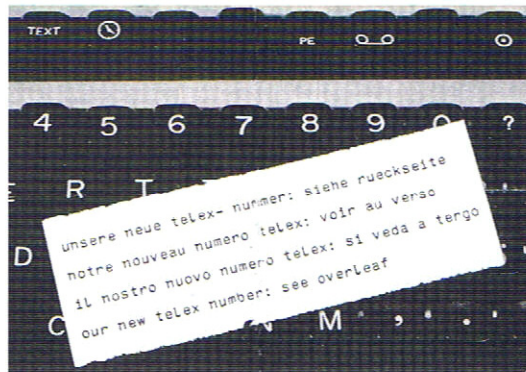 TEXT
PE
4 5 6 7 8 9 0 ?
E R T
D
C N M ' , . :
unsere neue telex- nummer: siehe rueckseite
notre nouveau numero telex: voir au verso
il nostro nuovo numero telex: si veda a tergo
our new telex number: see overleaf